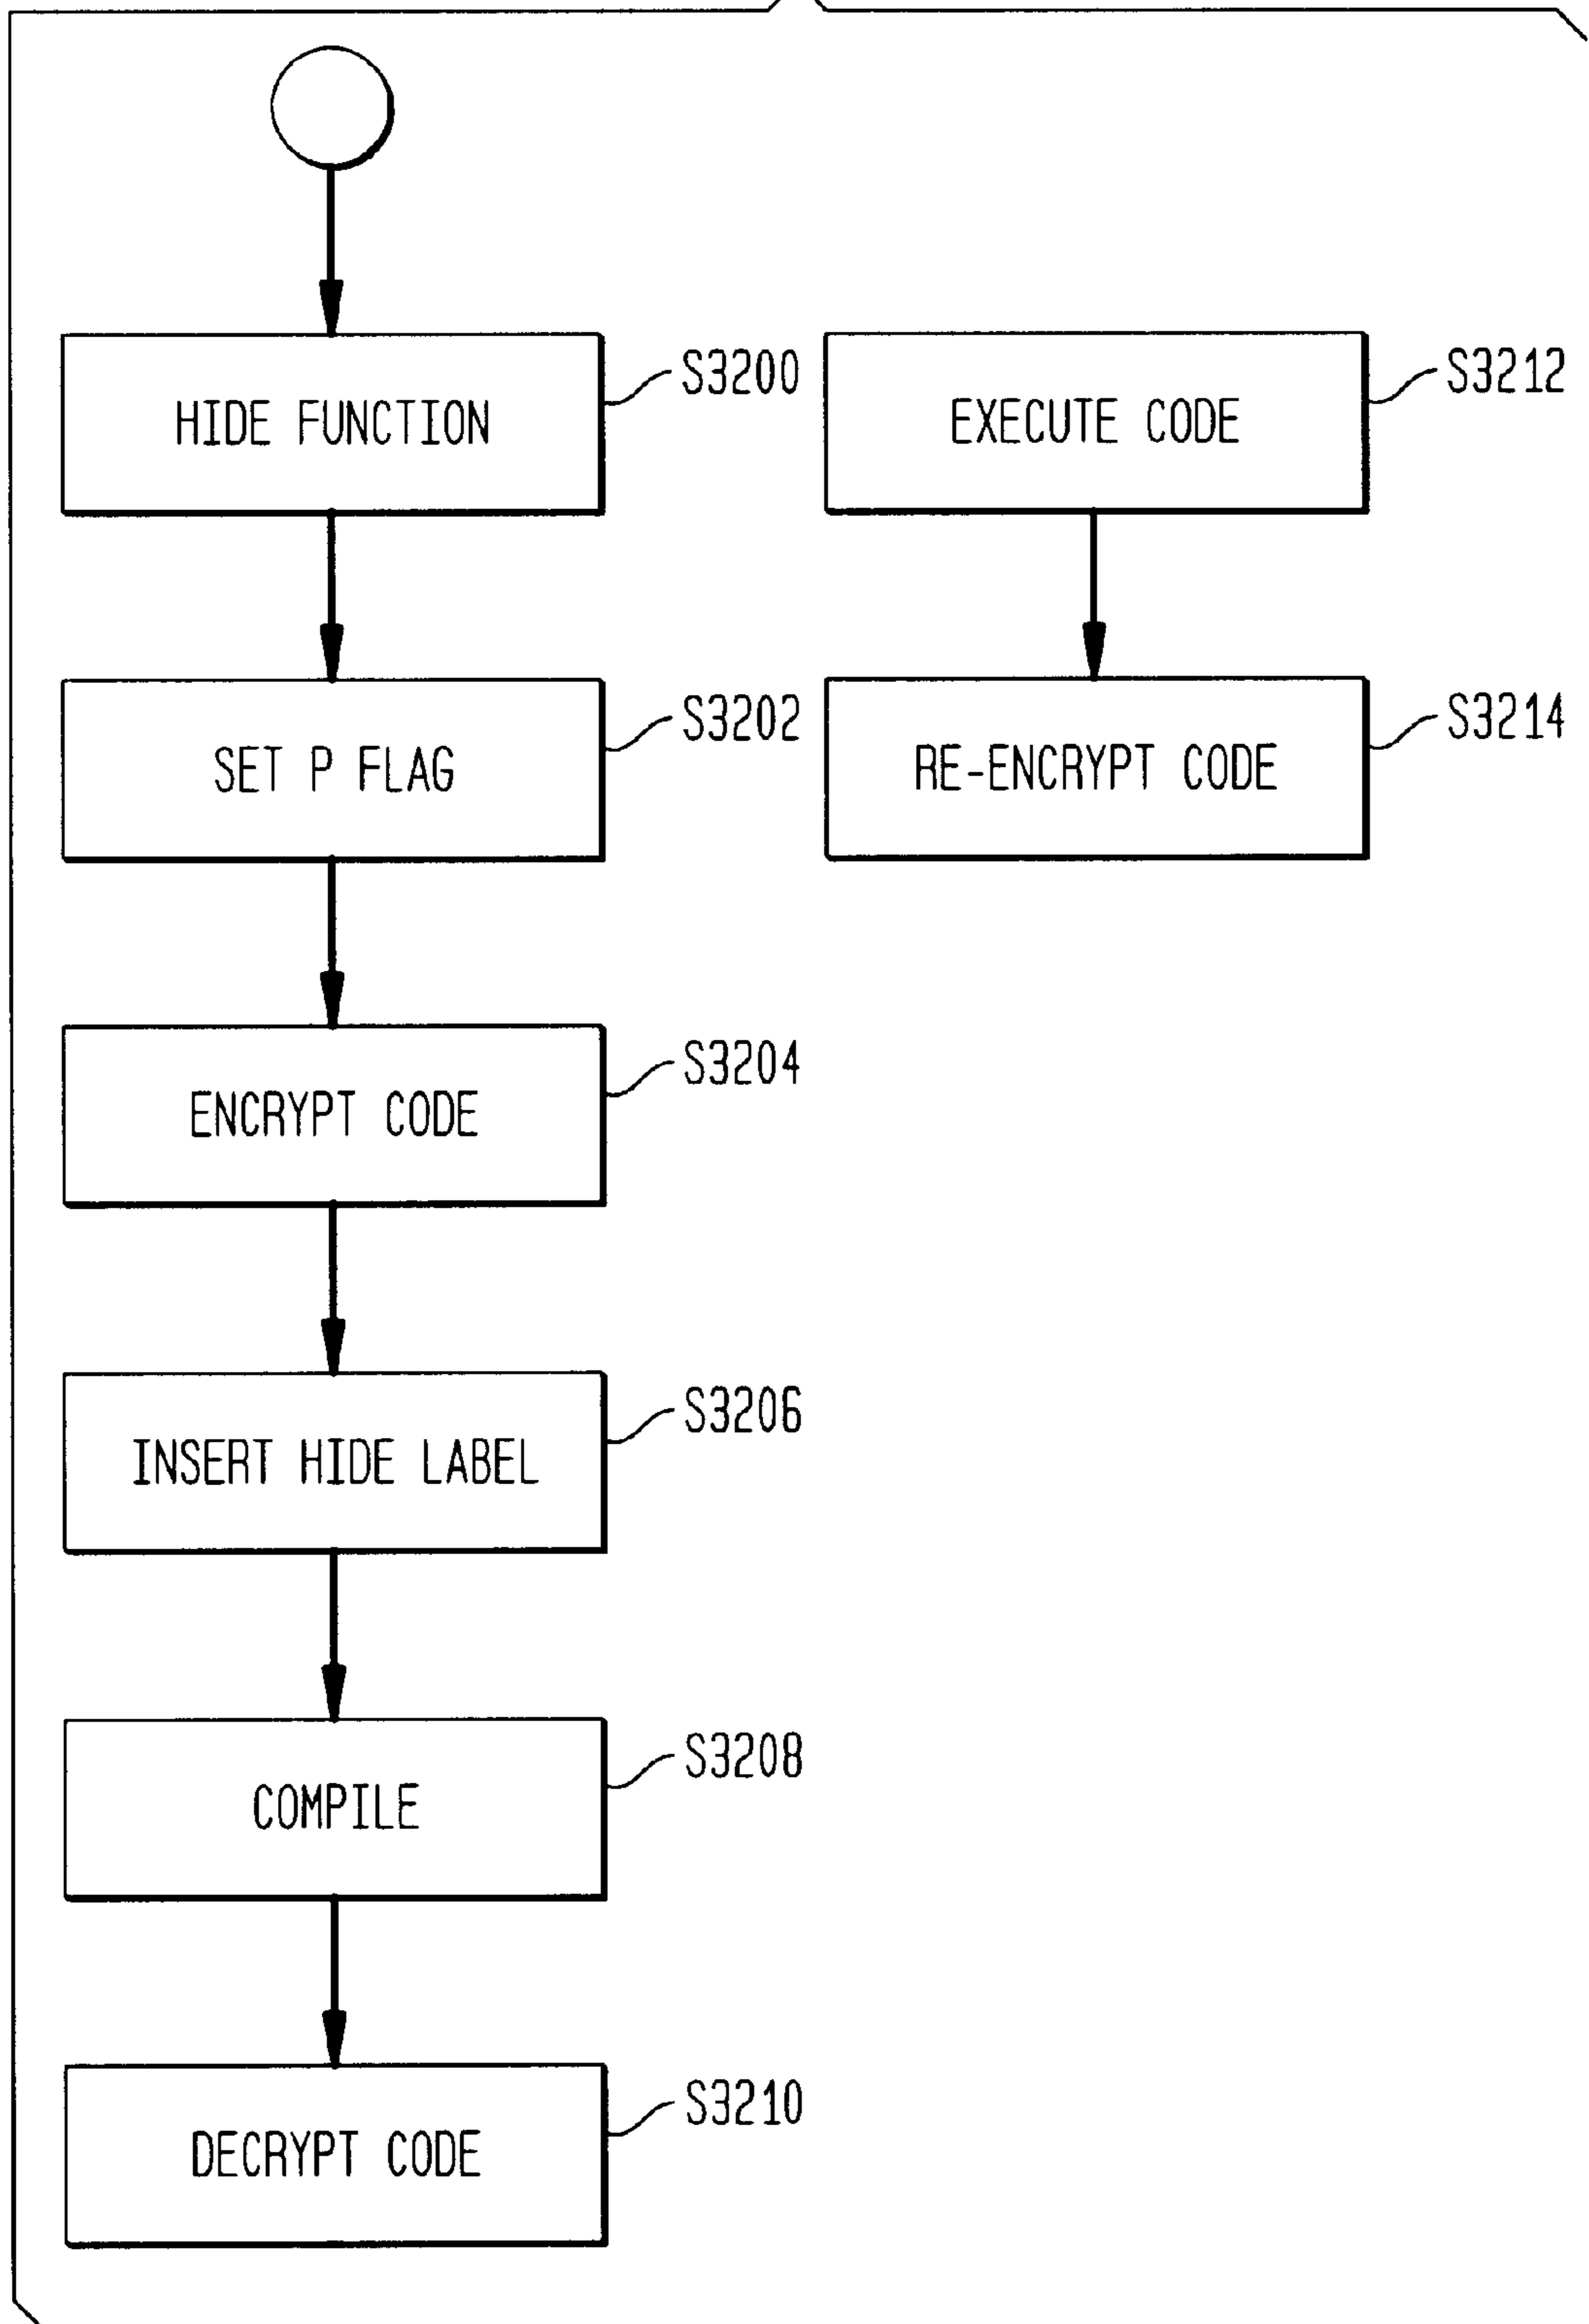 HIDE FUNCTION
S3200
SET P FLAG
S3202
ENCRYPT CODE
S3204
INSERT HIDE LABEL
S3206
COMPILE
S3208
DECRYPT CODE
S3210
EXECUTE CODE
S3212
RE-ENCRYPT CODE
S3214